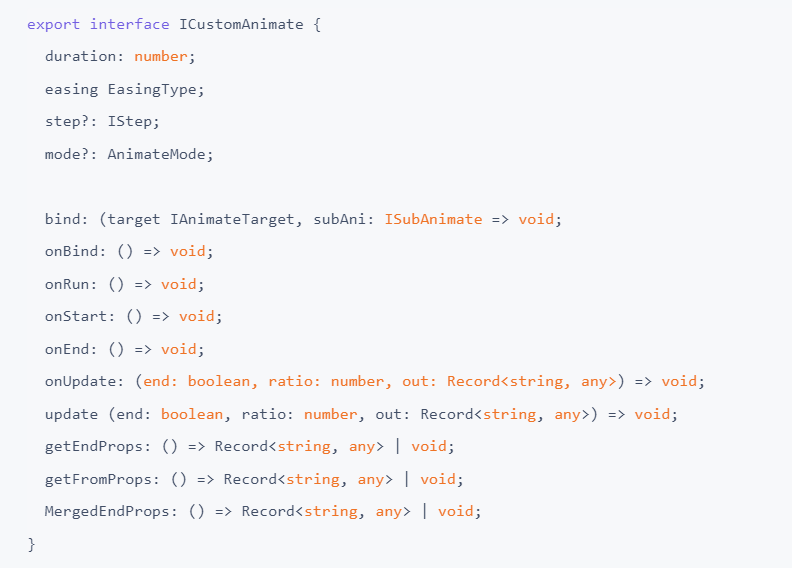 export interface ICustomAnimate {
duration: number;
easing EasingType;
step?: IStep;
mode?: AnimateMode;
bind: (target IAnimateTarget, subAni: ISubAnimate => void;
onBind: () => void;
onRun: () => void;
onStart: () => void;
onEnd: () => void;
onUpdate: (end: boolean, ratio: number, out: Record<string, any>) => void;
update (end: boolean, ratio: number, out: Record<string, any>) => void;
getEndProps: () => Record<string, any> | void;
getFromProps: () => Record<string, any> | void;
MergedEndProps: () => Record<string, any> | void;
}